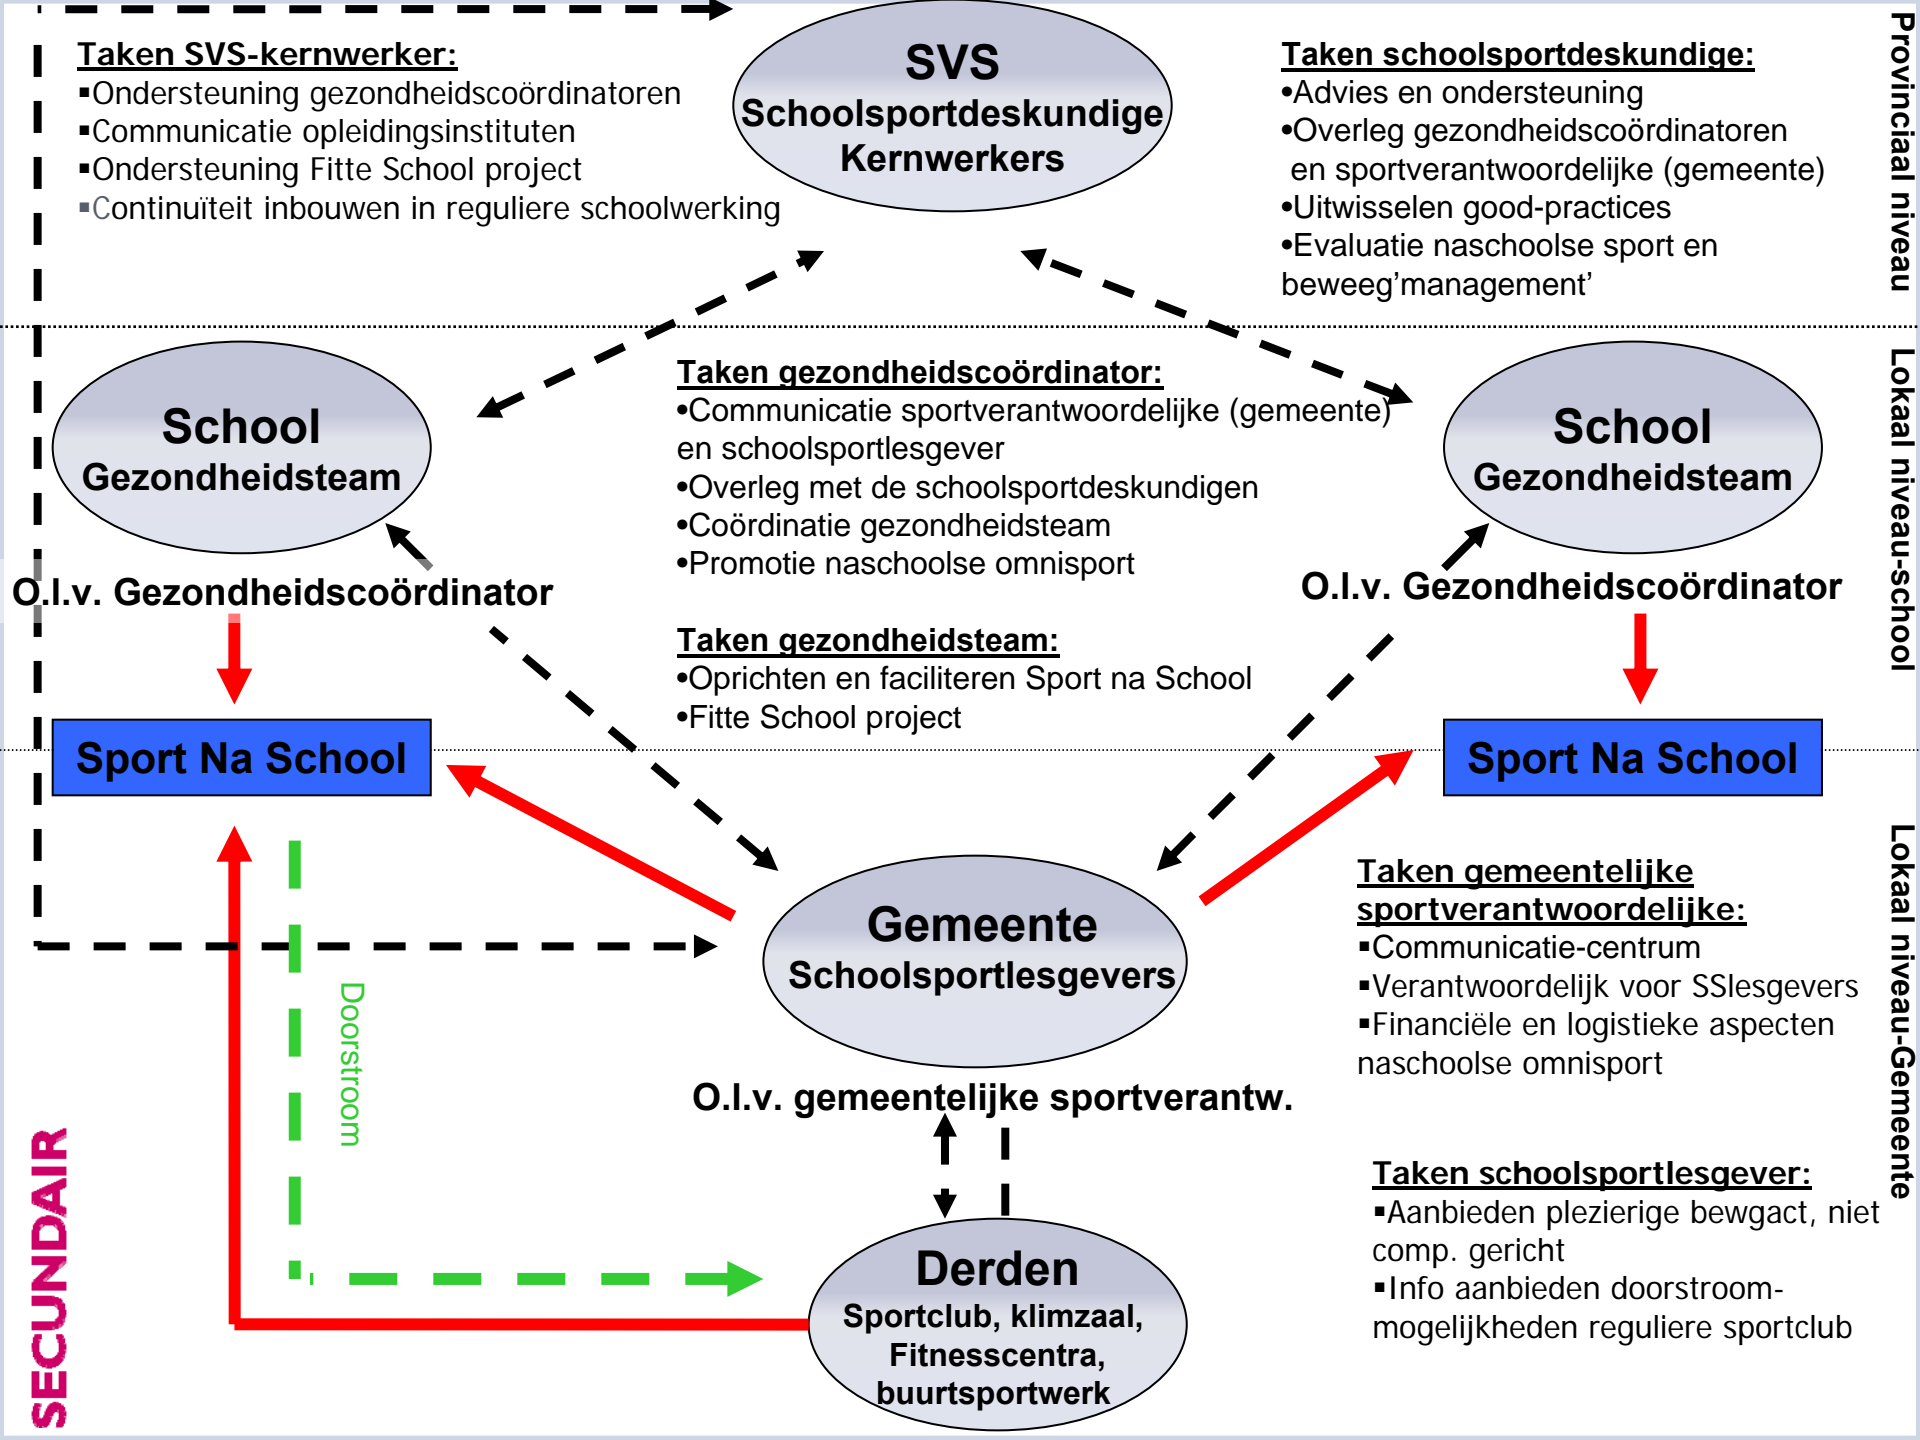 Taken SVS-kernwerker:
▪Ondersteuning gezondheidscoördinatoren
▪Communicatie opleidingsinstituten
▪Ondersteuning Fitte School project
▪Continuïteit inbouwen in reguliere schoolwerking
SVS
Schoolsportdeskundige
Kernwerkers
Taken schoolsportdeskundige:
•Advies en ondersteuning
•Overleg gezondheidscoördinatoren
en sportverantwoordelijke (gemeente)
•Uitwisselen good-practices
•Evaluatie naschoolse sport en
beweeg’management’
Provinciaal niveau
School
Gezondheidsteam
O.l.v. Gezondheidscoördinator
Taken gezondheidscoördinator:
•Communicatie sportverantwoordelijke (gemeente)
en schoolsportlesgever
•Overleg met de schoolsportdeskundigen
•Coördinatie gezondheidsteam
•Promotie naschoolse omnisport
Taken gezondheidsteam:
•Oprichten en faciliteren Sport na School
•Fitte School project
School
Gezondheidsteam
O.l.v. Gezondheidscoördinator
Lokaal niveau-school
Sport Na School
Sport Na School
Doorstroom
Gemeente
Schoolsportlesgevers
O.l.v. gemeentelijke sportverantw.
Taken gemeentelijke
sportverantwoordelijke:
▪Communicatie-centrum
▪Verantwoordelijk voor SSlesgevers
▪Financiële en logistieke aspecten
naschoolse omnisport
Lokaal niveau-Gemeente
Taken schoolsportlesgever:
▪Aanbieden plezierige bewgact, niet
comp. gericht
▪Info aanbieden doorstroom-
mogelijkheden reguliere sportclub
Derden
Sportclub, klimzaal,
Fitnesscentra,
buurtsportwerk
SECUNDAIR